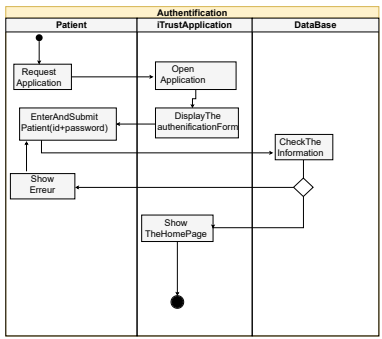 Authentification
Patient
iTrustApplication
DataBase
Request
Application
Open
Application
EnterAndSubmit
Patient(id+password)
DisplayThe
authenificationForm
CheckThe
Information
Show
Erreur
Show
TheHomePage